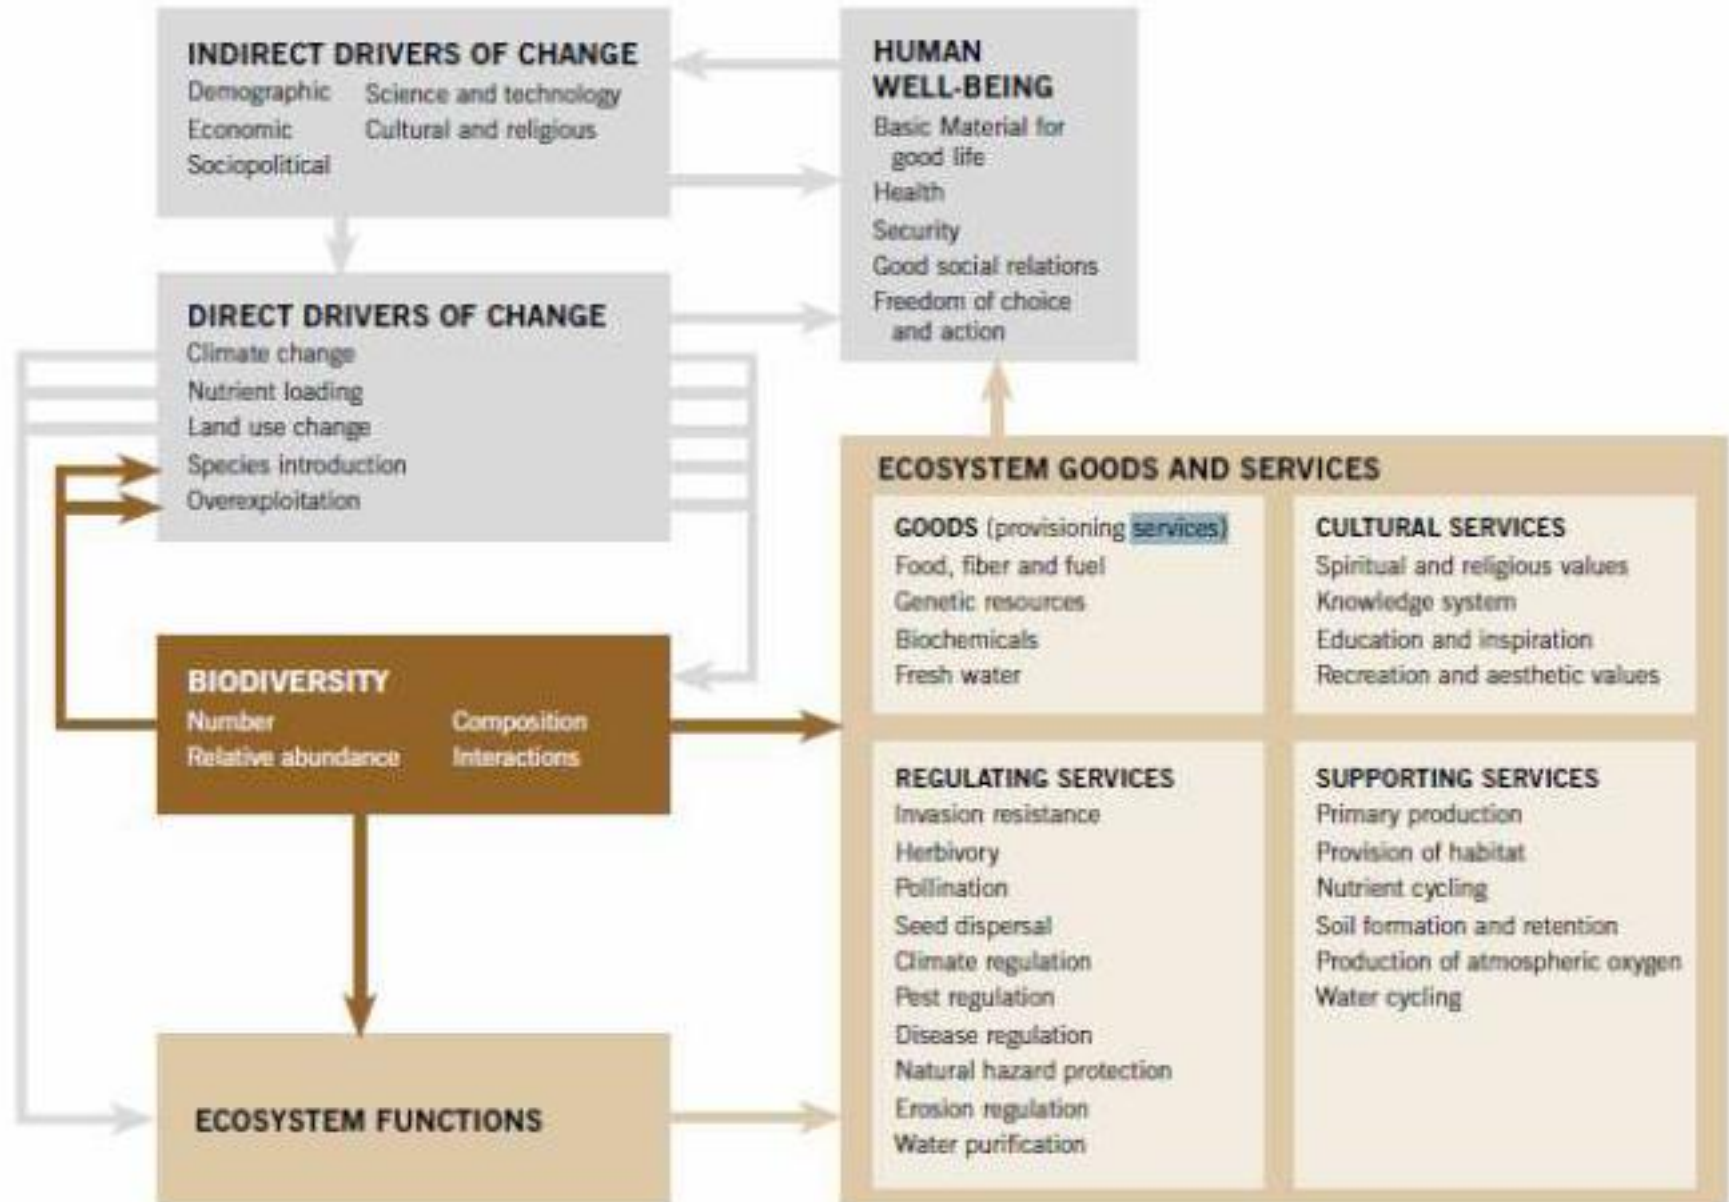 INDIRECT DRIVERS OF CHANGE
Demographic
Economic
Sociopolitical
Science and technology
Cultural and religious
HUMAN
WELL-BEING
Basic Material for
good life
Health
Security
Good social relations
Freedom of choice
and action
DIRECT DRIVERS OF CHANGE
Climate change
Nutrient loading
Land use change
Species introduction
Overexploitation
BIODIVERSITY
Number
Relative abundance
Composition
Interactions
ECOSYSTEM FUNCTIONS
ECOSYSTEM GOODS AND SERVICES
GOODS (provisioning services)
Food, fiber and fuel
Genetic resources
Biochemicals
Fresh water
CULTURAL SERVICES
Spiritual and religious values
Knowledge system
Education and inspiration
Recreation and aesthetic values
REGULATING SERVICES
Invasion resistance
Herbivory
Pollination
Seed dispersal
Climate regulation
Pest regulation
Disease regulation
Natural hazard protection
Erosion regulation
Water purification
SUPPORTING SERVICES
Primary production
Provision of habitat
Nutrient cycling
Soil formation and retention
Production of atmospheric oxygen
Water cycling